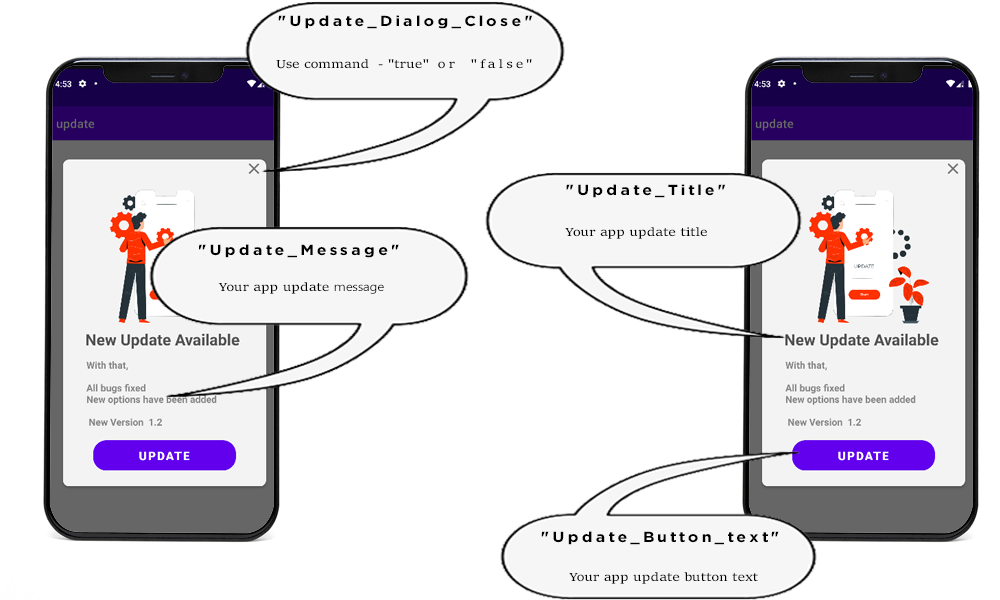 "Update_Dialog_Close"
Use command - "true" or "false"
4:53
update
"Update_Message"
Your app update message
New Update Available
With that,
All bugs fixed
New options have been added
New Version 1.2
UPDATE
4:53
update
"Update_Title"
Your app update title
UPDATE
New Update Available
With that,
All bugs fixed
New options have been added
New Version 1.2
UPDATE
"Update_Button_text"
Your app update button text